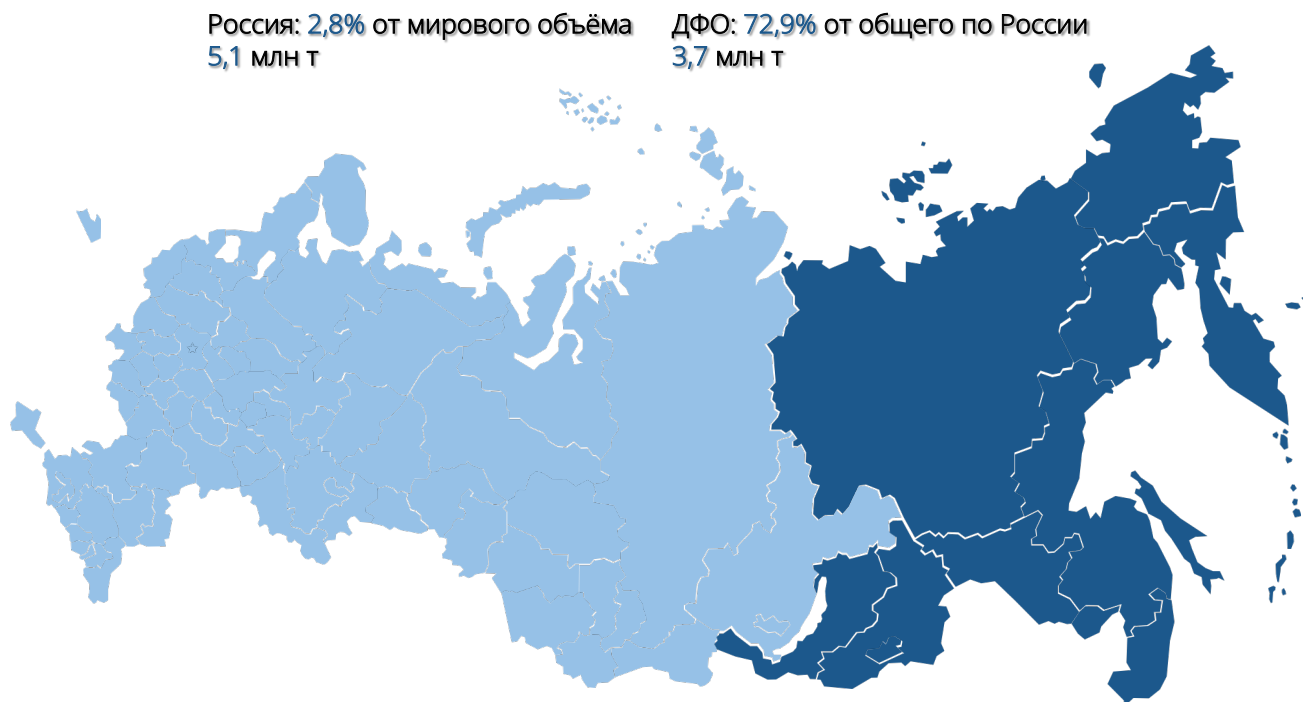 Россия: 2,8% от мирового объёма
5,1 млн т
ДФО: 72,9% от общего по России
3,7 млн т